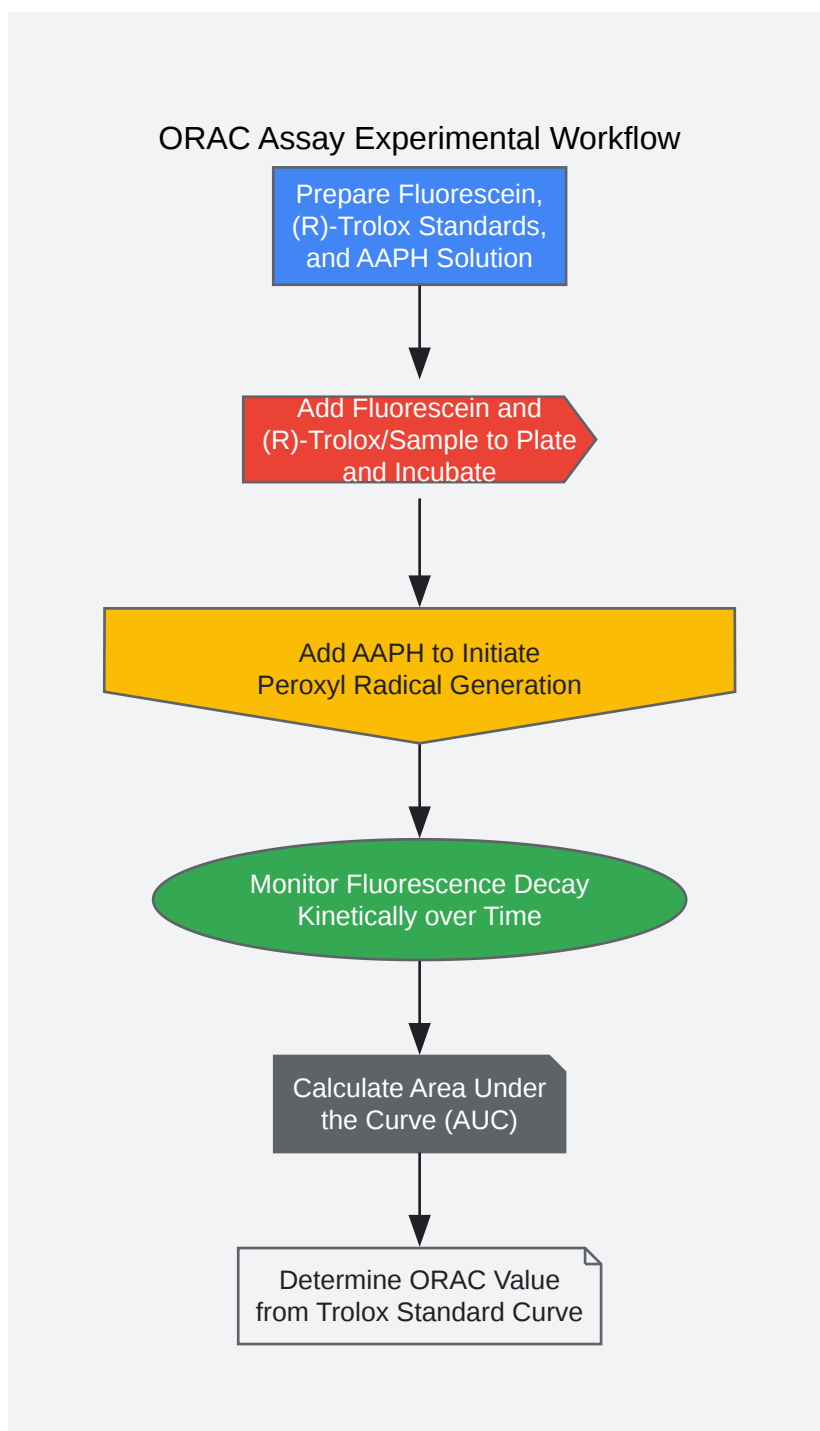 ORAC Assay Experimental Workflow
Prepare Fluorescein,
(R)-Trolox Standards,
and AAPH Solution
Add Fluorescein and
(R)-Trolox/Sample to Plate
and Incubate
Add AAPH to Initiate
Peroxyl Radical Generation
Monitor Fluorescence Decay
Kinetically over Time
Calculate Area Under
the Curve (AUC)
Determine ORAC Value
from Trolox Standard Curve